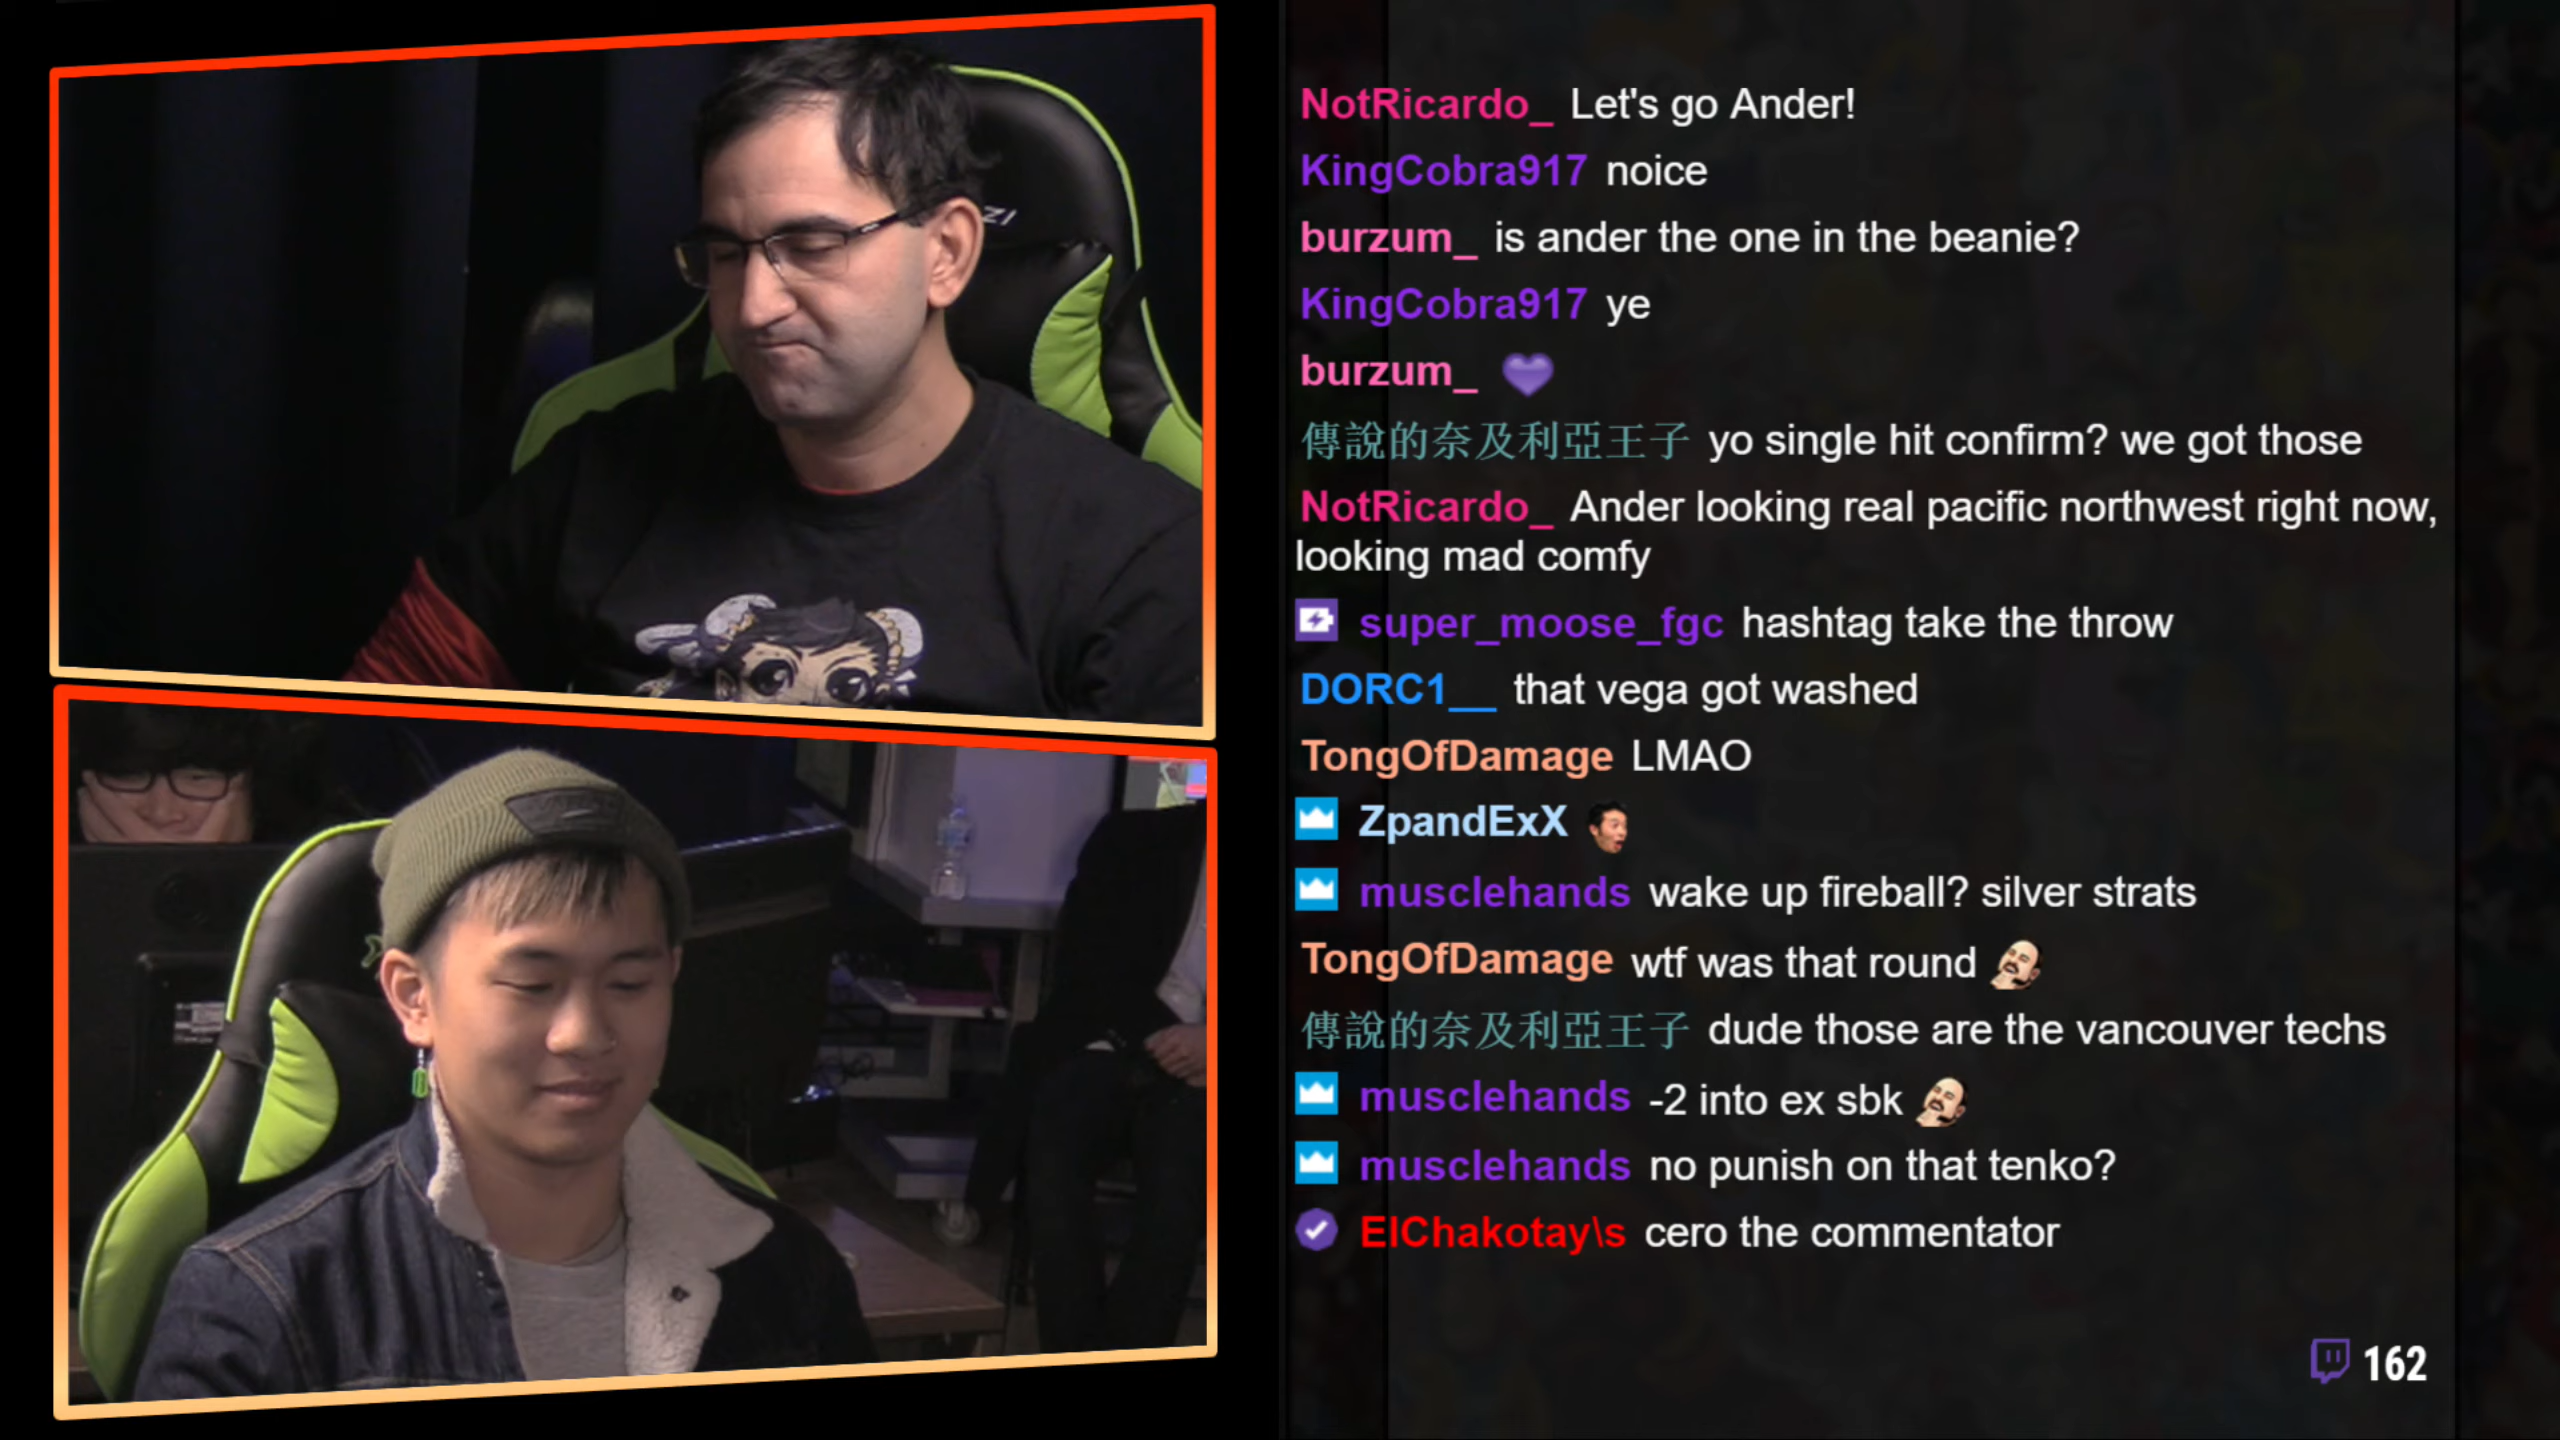 ZI
NotRicardo_ Let's go Ander!
KingCobra917 noice
burzum_ is ander the one in the beanie?
KingCobra917 ye
burzum_ 💜
傳說的奈及利亞王子 yo single hit confirm? we got those
NotRicardo_ Ander looking real pacific northwest right now,
looking mad comfy
super_moose_fgc hashtag take the throw
DORC1__ that vega got washed
TongOfDamage LMAO
ZpandExX
musclehands wake up fireball? silver strats
TongOfDamage wtf was that round
傳說的奈及利亞王子 dude those are the vancouver techs
musclehands -2 into ex sbk
musclehands no punish on that tenko?
ElChakotay\s cero the commentator
162